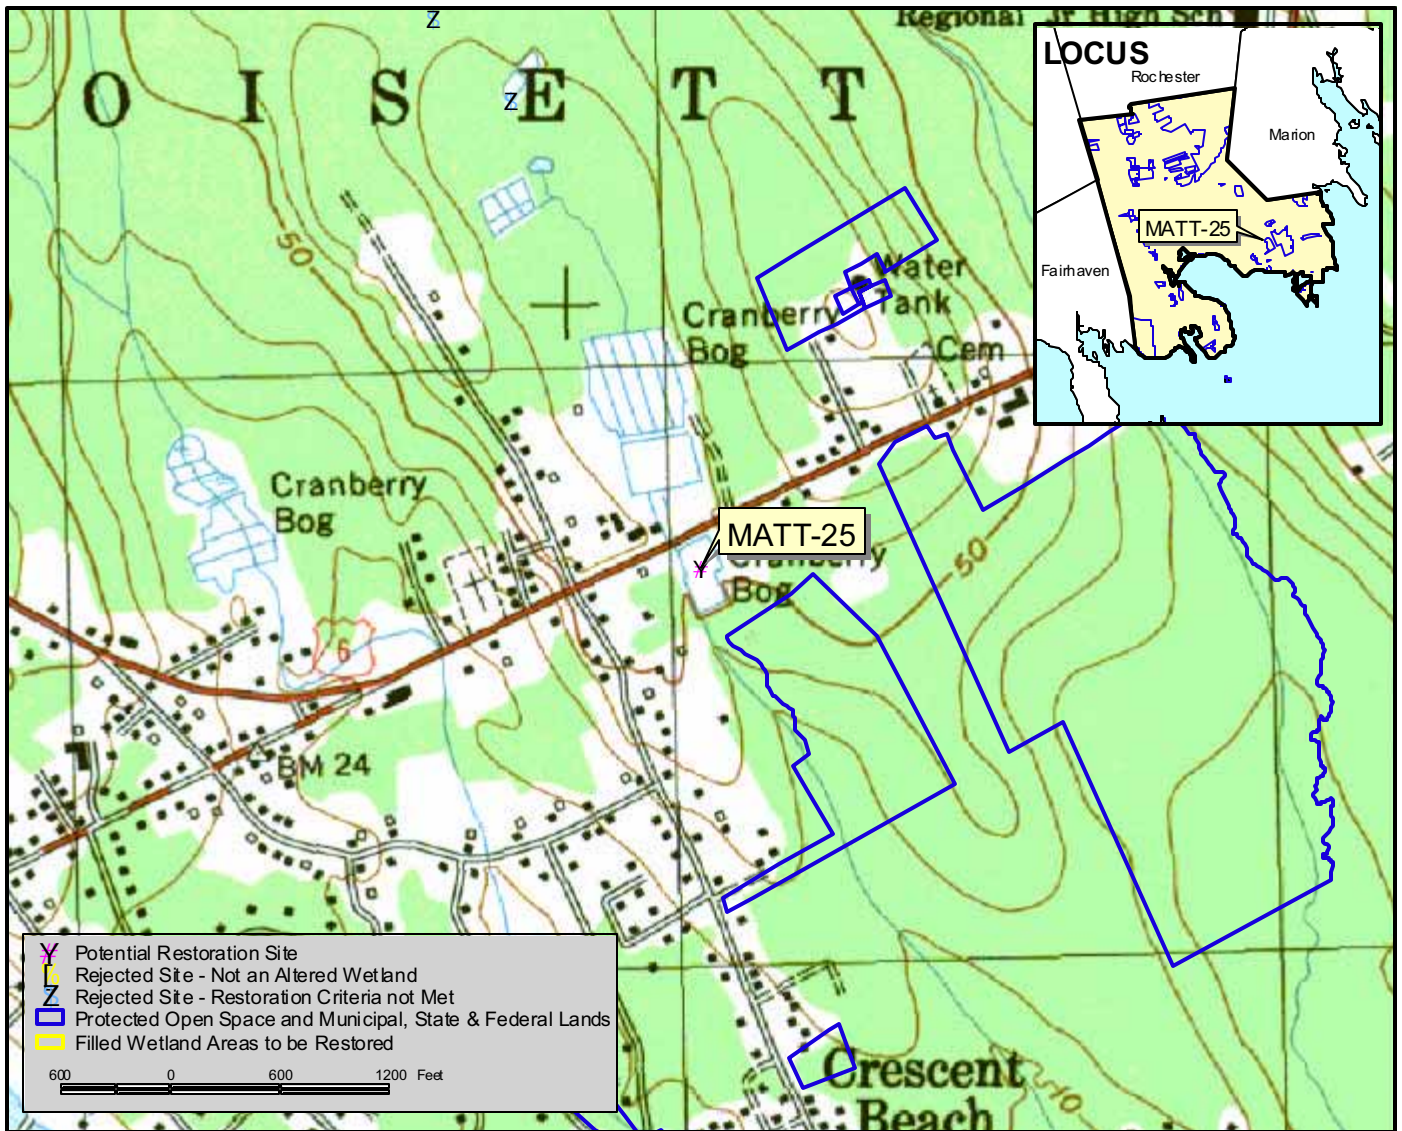 Regional Jr High Sch
O I S E T T
Z
Z
LOCUS
Rochester
Marion
MATT-25
Fairhaven
50
Water
Tank
Cranberry
Bog
Cem
Cranberry
Bog
MATT-25
Y
Cranberry
Bog
50
6
BM 24
Y Potential Restoration Site
Rejected Site - Not an Altered Wetland
Z Rejected Site - Restoration Criteria not Met
Protected Open Space and Municipal, State & Federal Lands
Filled Wetland Areas to be Restored
600 0 600 1200 Feet
Crescent
Beach
10